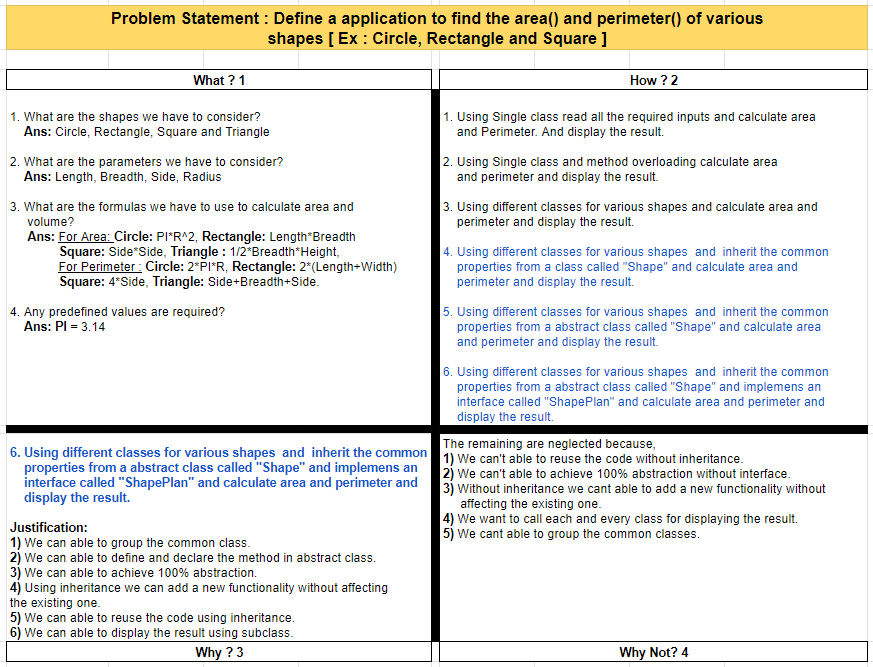 Problem Statement : Define a application to find the area() and perimeter() of various
shapes [ Ex : Circle, Rectangle and Square ]
What ? 1
1. What are the shapes we have to consider?
Ans: Circle, Rectangle, Square and Triangle
2. What are the parameters we have to consider?
Ans: Length, Breadth, Side, Radius
3. What are the formulas we have to use to calculate area and
volume?
Ans: For Area: Circle: PI*R^2, Rectangle: Length*Breadth
Square: Side*Side, Triangle : 1/2*Breadth*Height,
For Perimeter : Circle: 2*PI*R, Rectangle: 2*(Length+Width)
Square: 4*Side, Triangle: Side+Breadth+Side.
4. Any predefined values are required?
Ans: PI = 3.14
How ? 2
1. Using Single class read all the required inputs and calculate area
and Perimeter. And display the result.
2. Using Single class and method overloading calculate area
and perimeter and display the result.
3. Using different classes for various shapes and calculate area and
perimeter and display the result.
4. Using different classes for various shapes and inherit the common
properties from a class called "Shape" and calculate area and
perimeter and display the result.
5. Using different classes for various shapes and inherit the common
properties from a abstract class called "Shape" and calculate area
and perimeter and display the result.
6. Using different classes for various shapes and inherit the common
properties from a abstract class called "Shape" and implemens an
interface called "ShapePlan" and calculate area and perimeter and
display the result.
6. Using different classes for various shapes and inherit the common
properties from a abstract class called "Shape" and implemens an
interface called "ShapePlan" and calculate area and perimeter and
display the result.
Justification:
1) We can able to group the common class.
2) We can able to define and declare the method in abstract class.
3) We can able to achieve 100% abstraction.
4) Using inheritance we can add a new functionality without affecting
the existing one.
5) We can able to reuse the code using inheritance.
6) We can able to display the result using subclass.
Why ? 3
The remaining are neglected because,
1) We can't able to reuse the code without inheritance.
2) We can't able to achieve 100% abstraction without interface.
3) Without inheritance we cant able to add a new functionality without
affecting the existing one.
4) We want to call each and every class for displaying the result.
5) We cant able to group the common classes.
Why Not? 4